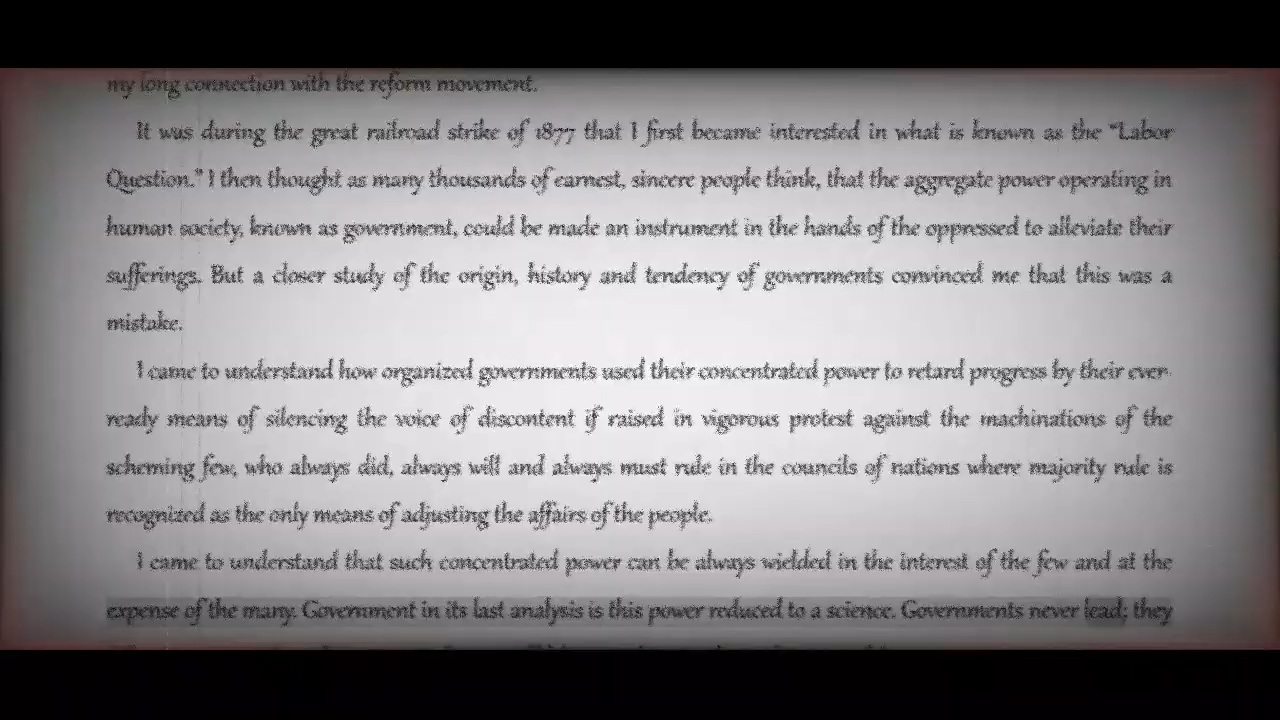 my long connection with the reform movement.
It was during the great railroad strike of 1877 that I first became interested in what is known as the "Labor
Question." I then thought as many thousands of earnest, sincere people think, that the aggregate power operating in
human society, known as government, could be made an instrument in the hands of the oppressed to alleviate their
sufferings. But a closer study of the origin, history and tendency of governments convinced me that this was a
mistake.
I came to understand how organized governments used their concentrated power to retard progress by their ever-
ready means of silencing the voice of discontent if raised in vigorous protest against the machinations of the
scheming few, who always did, always will and always must rule in the councils of nations where majority rule is
recognized as the only means of adjusting the affairs of the people.
I came to understand that such concentrated power can be always wielded in the interest of the few and at the
expense of the many. Government in its last analysis is this power reduced to a science. Governments never lead; they